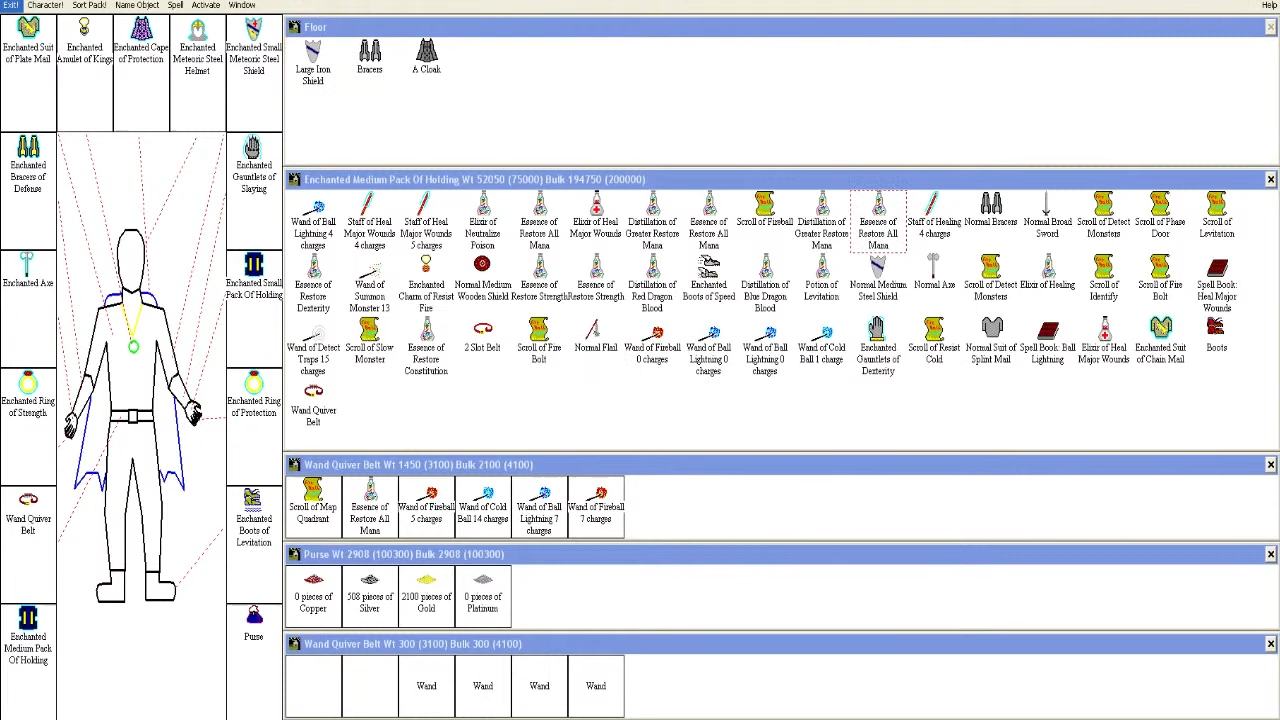 Exit! Character! Sort Pack! Name Object Spell Activate Window Help
Enchanted Suit of Plate Mail
Enchanted Amulet of Kings
Enchanted Cape of Protection
Enchanted Meteoric Steel Helmet
Enchanted Small Meteoric Steel Shield
Enchanted Bracers of Defense
Enchanted Gauntlets of Slaying
Enchanted Axe
Enchanted Small Pack Of Holding
Enchanted Ring of Strength
Enchanted Ring of Protection
Wand Quiver Belt
Enchanted Boots of Levitation
Enchanted Medium Pack Of Holding
Purse
Floor
Large Iron Shield
Bracers
A Cloak
Enchanted Medium Pack Of Holding Wt 52050 (75000) Bulk 194750 (200000)
Wand of Ball Lightning 4 charges
Staff of Heal Major Wounds 4 charges
Staff of Heal Major Wounds 5 charges
Elixir of Neutralize Poison
Essence of Restore All Mana
Elixir of Heal Major Wounds
Distillation of Greater Restore Mana
Essence of Restore All Mana
Scroll of Fireball
Distillation of Greater Restore Mana
Essence of Restore All Mana
Staff of Healing 4 charges
Normal Bracers
Normal Broad Sword
Scroll of Detect Monsters
Scroll of Phase Door
Scroll of Levitation
Essence of Restore Dexterity
Wand of Summon Monster 13
Enchanted Charm of Resist Fire
Normal Medium Wooden Shield
Essence of Restore Strength
Essence of Restore Strength
Distillation of Red Dragon Blood
Enchanted Boots of Speed
Distillation of Blue Dragon Blood
Potion of Levitation
Normal Medium Steel Shield
Normal Axe
Scroll of Detect Monsters
Elixir of Healing
Scroll of Identify
Scroll of Fire Bolt
Spell Book: Heal Major Wounds
Wand of Detect Traps 15 charges
Scroll of Slow Monster
Essence of Restore Constitution
2 Slot Belt
Scroll of Fire Bolt
Normal Flail
Wand of Fireball 0 charges
Wand of Ball Lightning 0 charges
Wand of Ball Lightning 0 charges
Wand of Cold Ball 1 charge
Enchanted Gauntlets of Dexterity
Scroll of Resist Cold
Normal Suit of Splint Mail
Spell Book: Ball Lightning
Elixir of Heal Major Wounds
Enchanted Suit of Chain Mail
Boots
Wand Quiver Belt
Wand Quiver Belt Wt 1450 (3100) Bulk 2100 (4100)
Scroll of Map Quadrant
Essence of Restore All Mana
Wand of Fireball 5 charges
Wand of Cold Ball 14 charges
Wand of Ball Lightning 7 charges
Wand of Fireball 7 charges
Purse Wt 2908 (100300) Bulk 2908 (100300)
0 pieces of Copper
508 pieces of Silver
2100 pieces of Gold
0 pieces of Platinum
Wand Quiver Belt Wt 300 (3100) Bulk 300 (4100)
Wand
Wand
Wand
Wand